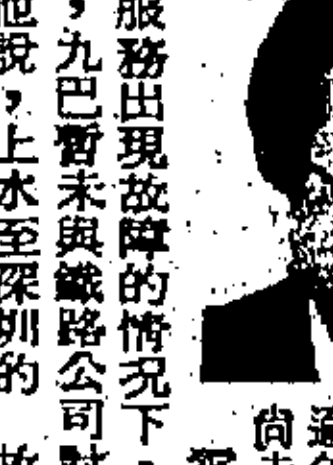 尚
服務出現故障的情況下，
，九巴暫未與鐵路公司
他說，上水至深圳的